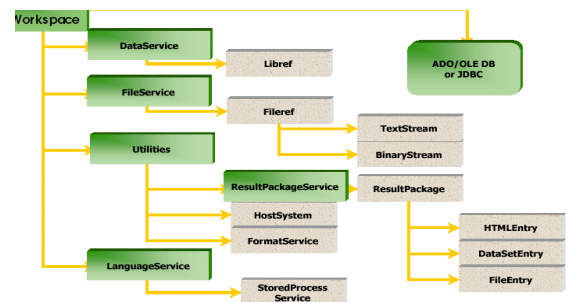 Workspace
DataService
Libref
ADO/OLE DB
or JDBC
FileService
Fileref
TextStream
Utilities
BinaryStream
ResultPackageService
ResultPackage
HostSystem
HTMLEntry
FormatService
DataSetEntry
LanguageService
FileEntry
StoredProcess
Service